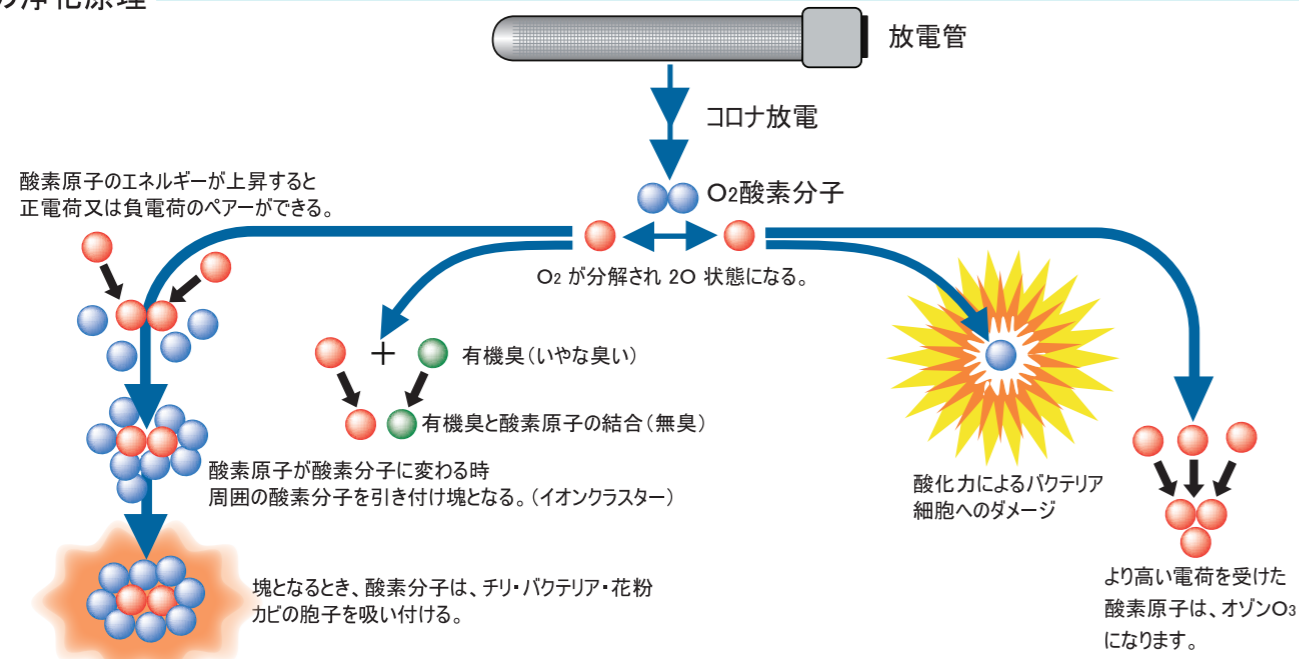 の浄化原理
放電管
コロナ放電
O2酸素分子
酸素原子のエネルギーが上昇すると
正電荷又は負電荷のペアーができる。
O2 が分解され 2O 状態になる。
+
有機臭(いやな臭い)
有機臭と酸素原子の結合(無臭)
酸素原子が酸素分子に変わる時
周囲の酸素分子を引き付け塊となる。(イオンクラスター)
塊となるとき、酸素分子は、チリ・バクテリア・花粉
カビの胞子を吸い付ける。
酸化力によるバクテリア
細胞へのダメージ
より高い電荷を受けた
酸素原子は、オゾンO3
になります。